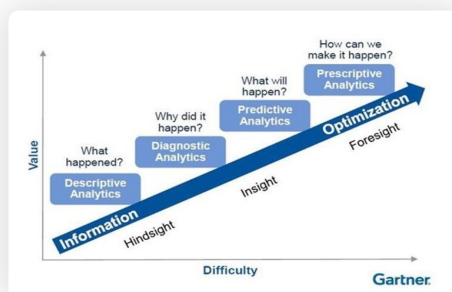 How can we
make it happen?
Prescriptive
Analytics
What will
happen?
Predictive
Analytics
Why did it
happen?
Diagnostic
Analytics
What
happened?
Descriptive
Analytics
Value
Information
Optimization
Hindsight
Insight
Foresight
Difficulty
Gartner.